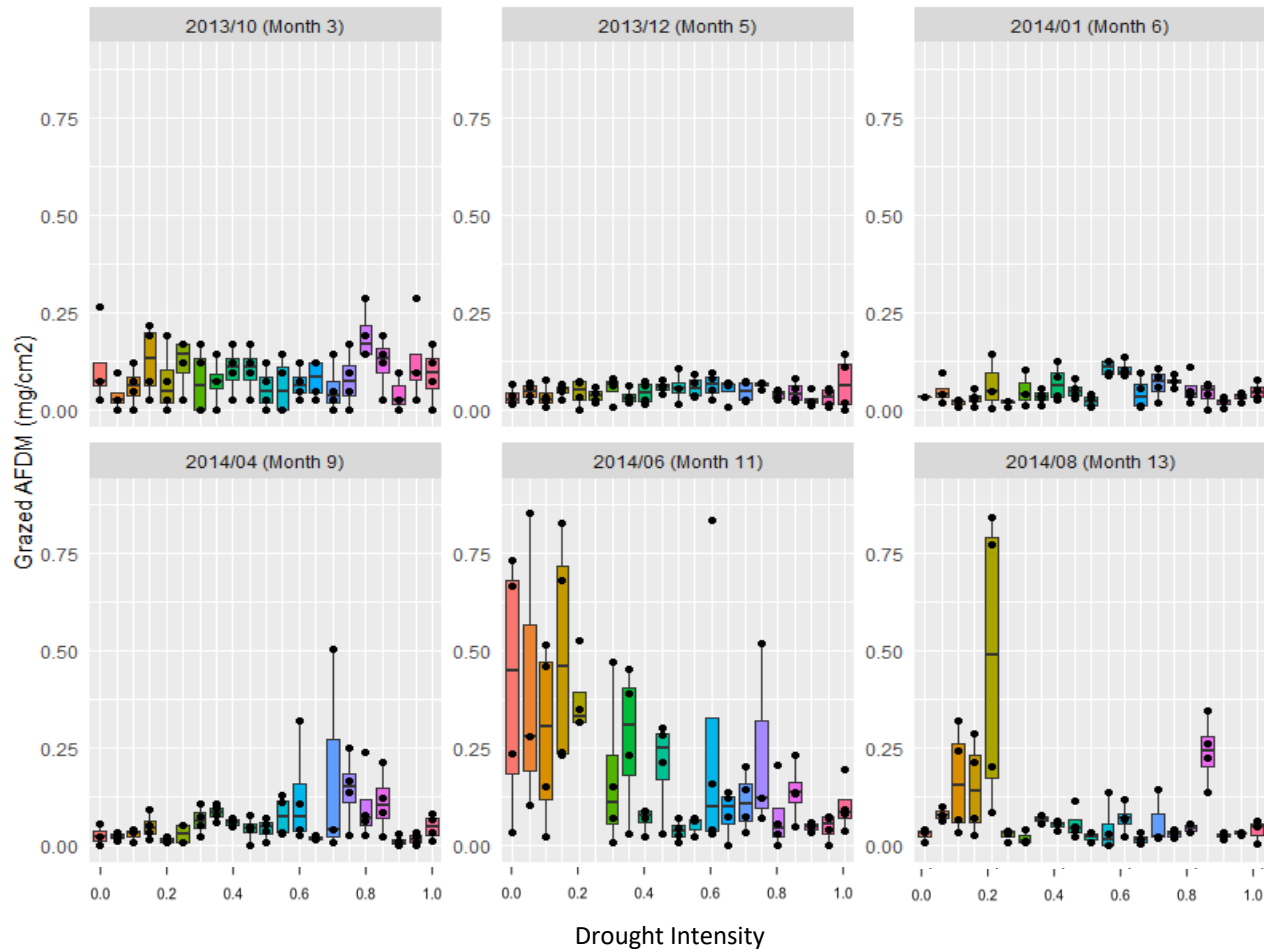 2013/10 (Month 3) 2013/12 (Month 5) 2014/01 (Month 6)
0.75 0.75 0.75
0.50 0.50 0.50
0.25 0.25 0.25
0.00 0.00 0.00
Grazed AFDM (mg/cm2)
2014/04 (Month 9) 2014/06 (Month 11) 2014/08 (Month 13)
0.75 0.75 0.75
0.50 0.50 0.50
0.25 0.25 0.25
0.00 0.00 0.00
0.0 0.2 0.4 0.6 0.8 1.0 0.0 0.2 0.4 0.6 0.8 1.0 0.0 0.2 0.4 0.6 0.8 1.0
Drought Intensity